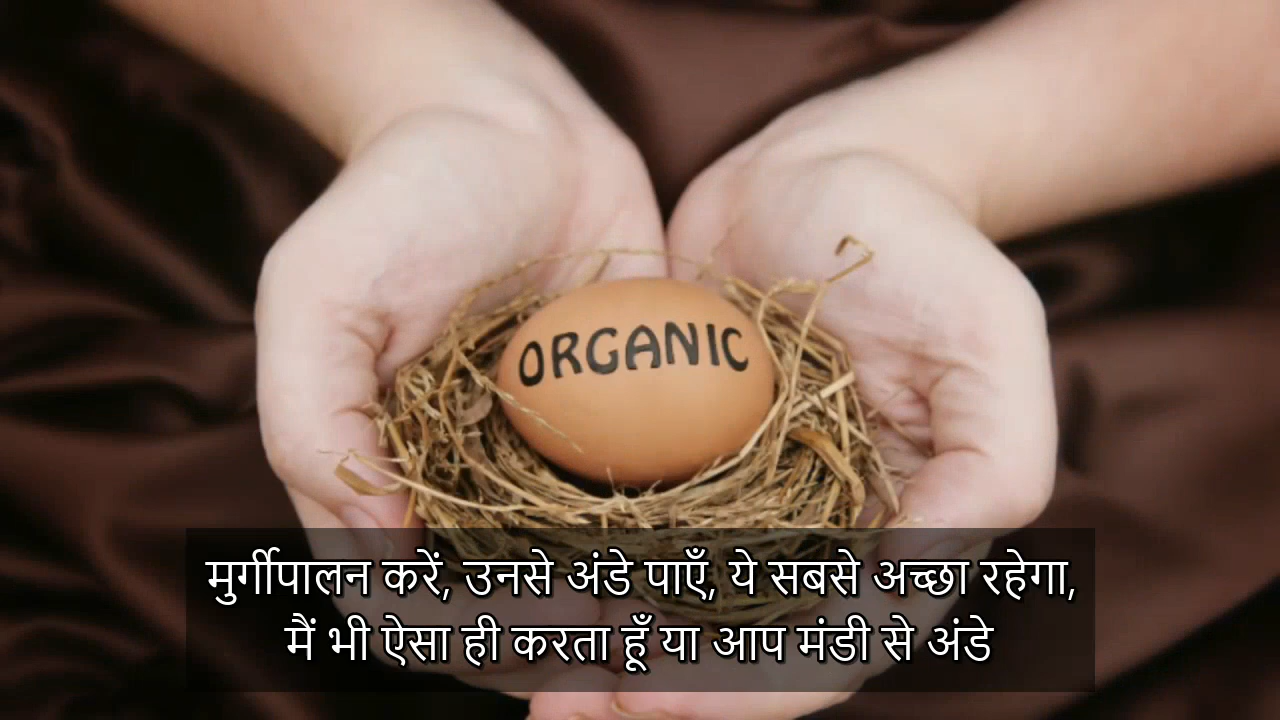 ORGANIC
मुर्गीपालन करें, उनसे अंडे पाएँ, ये सबसे अच्छा रहेगा,
मैं भी ऐसा ही करता हूँ या आप मंडी से अंडे